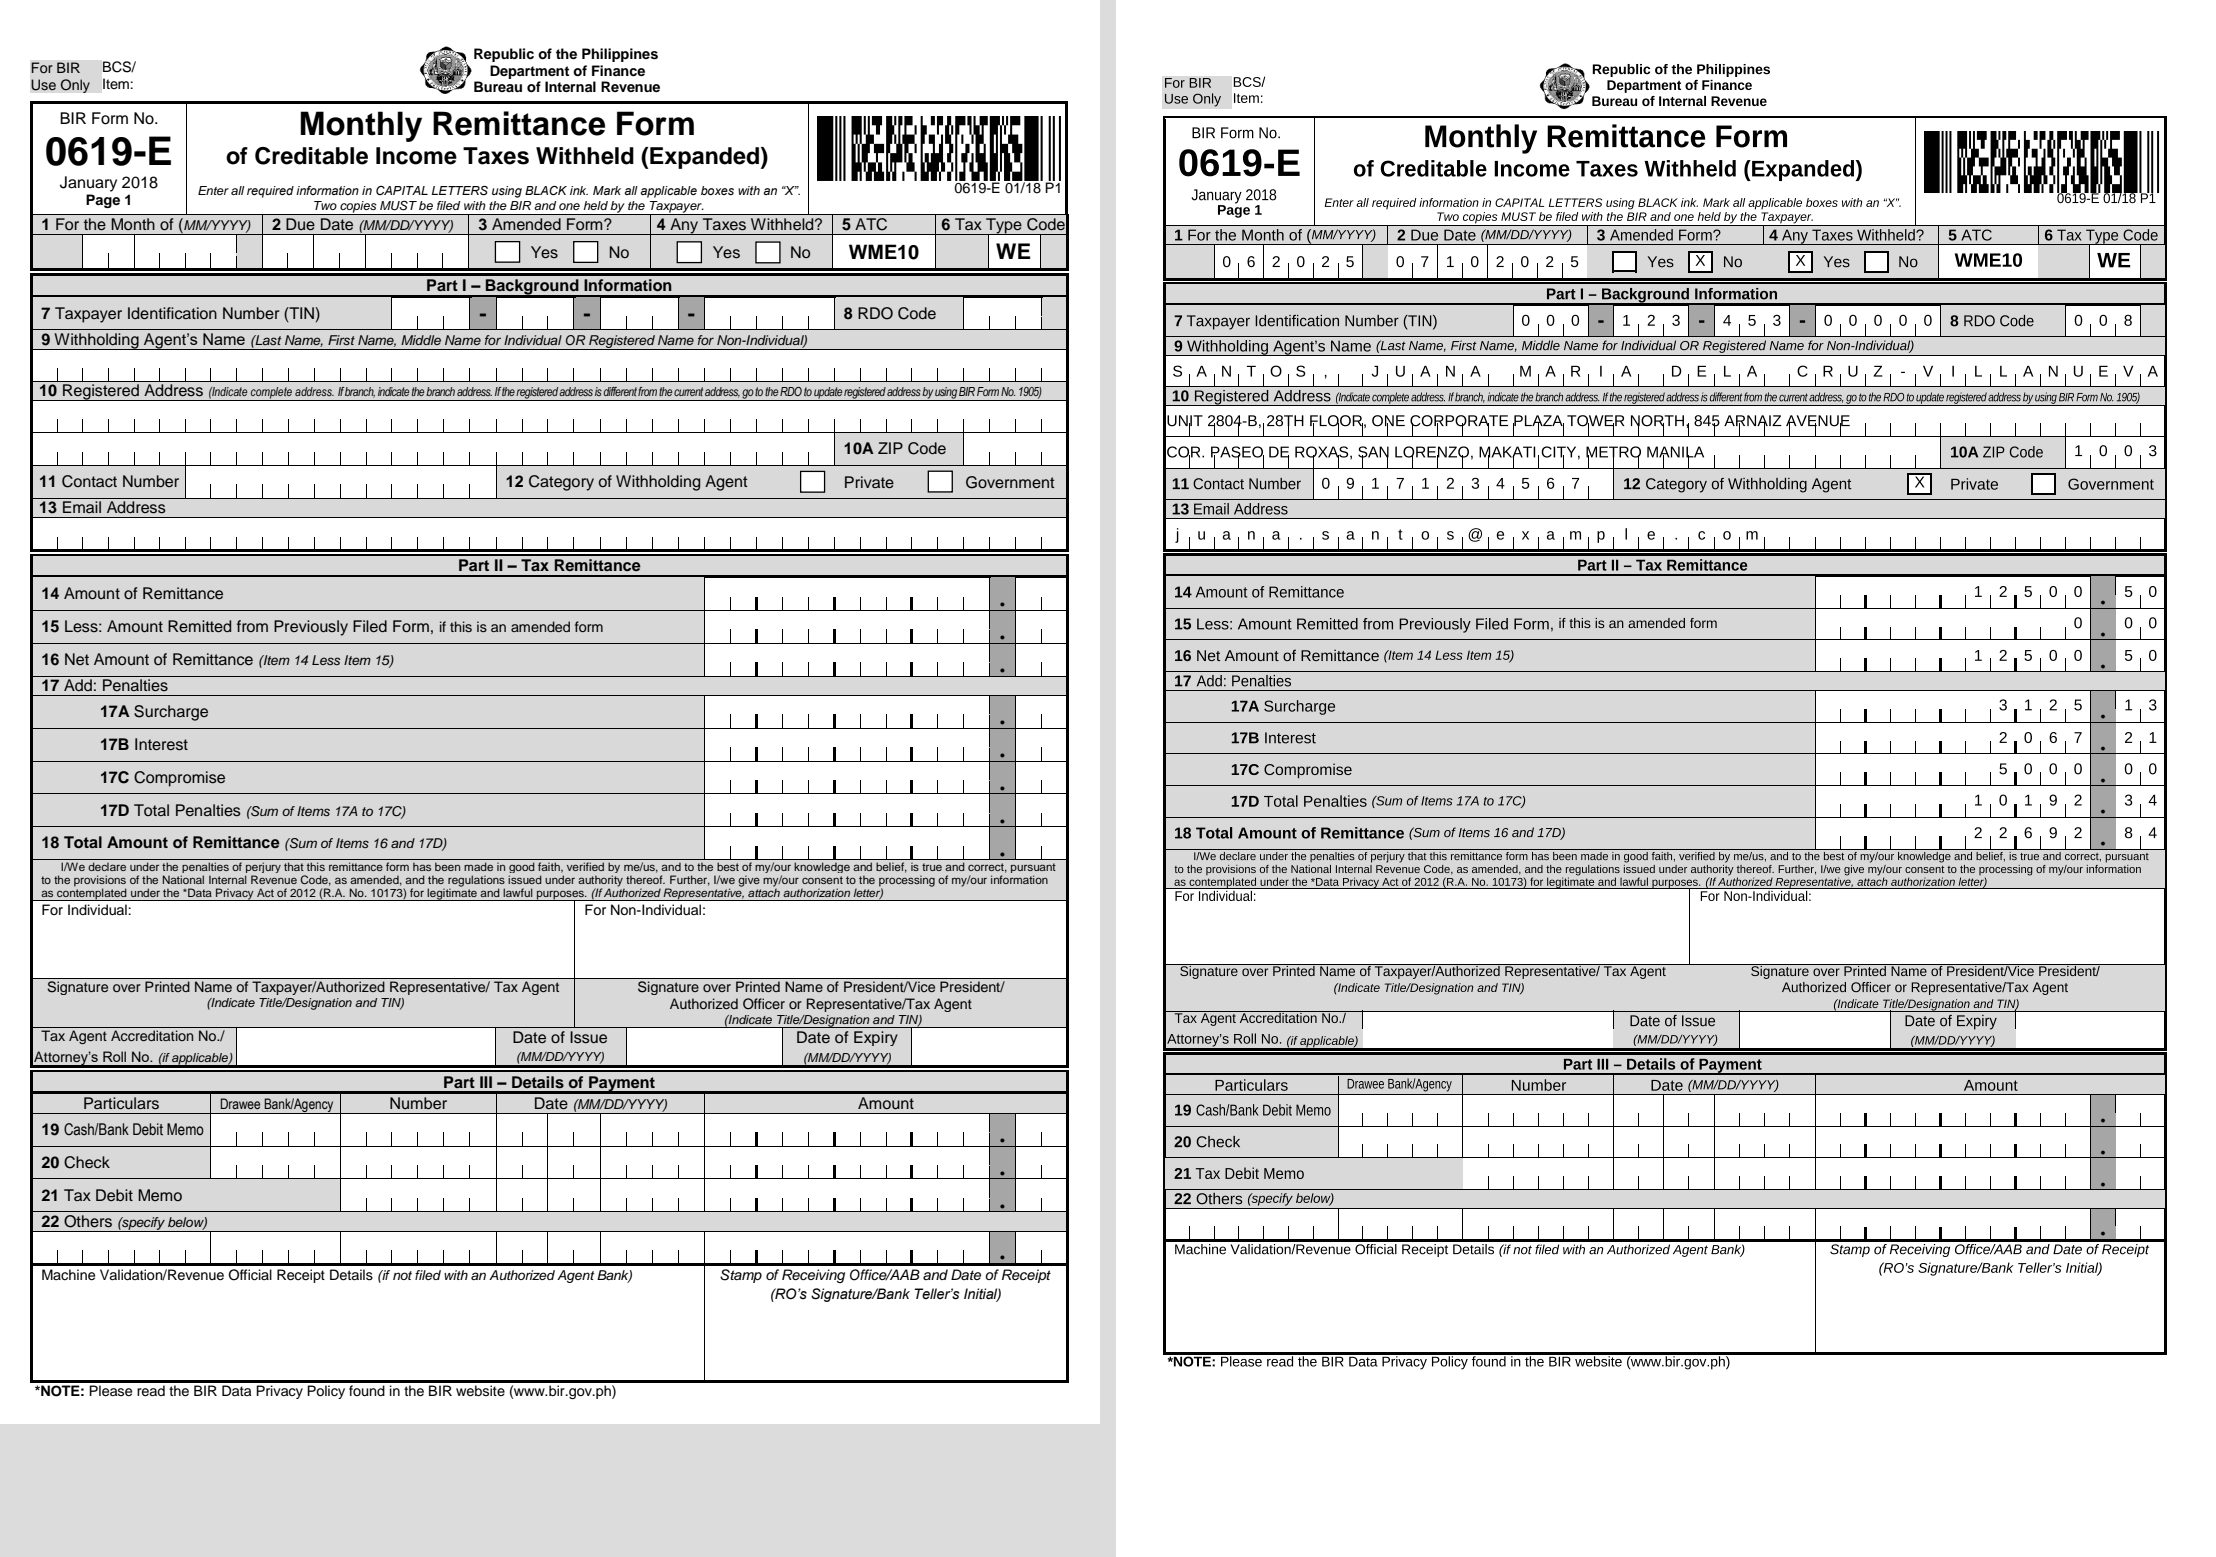 For BIR
Use Only
BCS/
Item:
Republic of the Philippines
Department of Finance
Bureau of Internal Revenue
BIR Form No.
0619-E
January 2018
Page 1
Monthly Remittance Form
of Creditable Income Taxes Withheld (Expanded)
Enter all required information in CAPITAL LETTERS using BLACK ink. Mark all applicable boxes with an “X”.
Two copies MUST be filed with the BIR and one held by the Taxpayer.
0619-E 01/18 P1
1 For the Month of (MM/YYYY) 2 Due Date (MM/DD/YYYY) 3 Amended Form? 4 Any Taxes Withheld? 5 ATC 6 Tax Type Code
Yes No Yes No WME10 WE
Part I – Background Information
7 Taxpayer Identification Number (TIN) - - - 8 RDO Code
9 Withholding Agent’s Name (Last Name, First Name, Middle Name for Individual OR Registered Name for Non-Individual)
10 Registered Address (Indicate complete address. If branch, indicate the branch address. If the registered address is different from the current address, go to the RDO to update registered address by using BIR Form No. 1905)
10A ZIP Code
11 Contact Number 12 Category of Withholding Agent Private Government
13 Email Address
Part II – Tax Remittance
14 Amount of Remittance .
15 Less: Amount Remitted from Previously Filed Form, if this is an amended form .
16 Net Amount of Remittance (Item 14 Less Item 15) .
17 Add: Penalties
17A Surcharge .
17B Interest .
17C Compromise .
17D Total Penalties (Sum of Items 17A to 17C) .
18 Total Amount of Remittance (Sum of Items 16 and 17D) .
I/We declare under the penalties of perjury that this remittance form has been made in good faith, verified by me/us, and to the best of my/our knowledge and belief, is true and correct, pursuant
to the provisions of the National Internal Revenue Code, as amended, and the regulations issued under authority thereof. Further, I/we give my/our consent to the processing of my/our information
as contemplated under the *Data Privacy Act of 2012 (R.A. No. 10173) for legitimate and lawful purposes. (If Authorized Representative, attach authorization letter)
For Individual: For Non-Individual:
Signature over Printed Name of Taxpayer/Authorized Representative/ Tax Agent
(Indicate Title/Designation and TIN)
Signature over Printed Name of President/Vice President/
Authorized Officer or Representative/Tax Agent
(Indicate Title/Designation and TIN)
Tax Agent Accreditation No./
Attorney’s Roll No. (if applicable)
Date of Issue
(MM/DD/YYYY)
Date of Expiry
(MM/DD/YYYY)
Part III – Details of Payment
Particulars Drawee Bank/Agency Number Date (MM/DD/YYYY) Amount
19 Cash/Bank Debit Memo .
20 Check .
21 Tax Debit Memo .
22 Others (specify below)
.
Machine Validation/Revenue Official Receipt Details (if not filed with an Authorized Agent Bank)
Stamp of Receiving Office/AAB and Date of Receipt
(RO’s Signature/Bank Teller’s Initial)
*NOTE: Please read the BIR Data Privacy Policy found in the BIR website (www.bir.gov.ph)
For BIR
Use Only
BCS/
Item:
Republic of the Philippines
Department of Finance
Bureau of Internal Revenue
BIR Form No.
0619-E
January 2018
Page 1
Monthly Remittance Form
of Creditable Income Taxes Withheld (Expanded)
Enter all required information in CAPITAL LETTERS using BLACK ink. Mark all applicable boxes with an “X”.
Two copies MUST be filed with the BIR and one held by the Taxpayer.
0619-E 01/18 P1
1 For the Month of (MM/YYYY) 2 Due Date (MM/DD/YYYY) 3 Amended Form? 4 Any Taxes Withheld? 5 ATC 6 Tax Type Code
0 6 2 0 2 5 0 7 1 0 2 0 2 5 Yes X No X Yes No WME10 WE
Part I – Background Information
7 Taxpayer Identification Number (TIN) 0 0 0 - 1 2 3 - 4 5 3 - 0 0 0 0 0 8 RDO Code 0 0 8
9 Withholding Agent’s Name (Last Name, First Name, Middle Name for Individual OR Registered Name for Non-Individual)
SANTOS, JUANA MARIA DELA CRUZ-VILLANUEVA
10 Registered Address (Indicate complete address. If branch, indicate the branch address. If the registered address is different from the current address, go to the RDO to update registered address by using BIR Form No. 1905)
UNIT 2804-B, 28TH FLOOR, ONE CORPORATE PLAZA TOWER NORTH, 845 ARNAIZ AVENUE
COR. PASEO DE ROXAS, SAN LORENZO, MAKATI CITY, METRO MANILA 10A ZIP Code 1 0 0 3
11 Contact Number 0 9 1 7 1 2 3 4 5 6 7 12 Category of Withholding Agent X Private Government
13 Email Address
juana.santos@example.com
Part II – Tax Remittance
14 Amount of Remittance 1 2 5 0 0 . 5 0
15 Less: Amount Remitted from Previously Filed Form, if this is an amended form 0 . 0 0
16 Net Amount of Remittance (Item 14 Less Item 15) 1 2 5 0 0 . 5 0
17 Add: Penalties
17A Surcharge 3 1 2 5 . 1 3
17B Interest 2 0 6 7 . 2 1
17C Compromise 5 0 0 0 . 0 0
17D Total Penalties (Sum of Items 17A to 17C) 1 0 1 9 2 . 3 4
18 Total Amount of Remittance (Sum of Items 16 and 17D) 2 2 6 9 2 . 8 4
I/We declare under the penalties of perjury that this remittance form has been made in good faith, verified by me/us, and to the best of my/our knowledge and belief, is true and correct, pursuant
to the provisions of the National Internal Revenue Code, as amended, and the regulations issued under authority thereof. Further, I/we give my/our consent to the processing of my/our information
as contemplated under the *Data Privacy Act of 2012 (R.A. No. 10173) for legitimate and lawful purposes. (If Authorized Representative, attach authorization letter)
For Individual: For Non-Individual:
Signature over Printed Name of Taxpayer/Authorized Representative/ Tax Agent
(Indicate Title/Designation and TIN)
Signature over Printed Name of President/Vice President/
Authorized Officer or Representative/Tax Agent
(Indicate Title/Designation and TIN)
Tax Agent Accreditation No./
Attorney’s Roll No. (if applicable)
Date of Issue
(MM/DD/YYYY)
Date of Expiry
(MM/DD/YYYY)
Part III – Details of Payment
Particulars Drawee Bank/Agency Number Date (MM/DD/YYYY) Amount
19 Cash/Bank Debit Memo .
20 Check .
21 Tax Debit Memo .
22 Others (specify below)
.
Machine Validation/Revenue Official Receipt Details (if not filed with an Authorized Agent Bank)
Stamp of Receiving Office/AAB and Date of Receipt
(RO’s Signature/Bank Teller’s Initial)
*NOTE: Please read the BIR Data Privacy Policy found in the BIR website (www.bir.gov.ph)